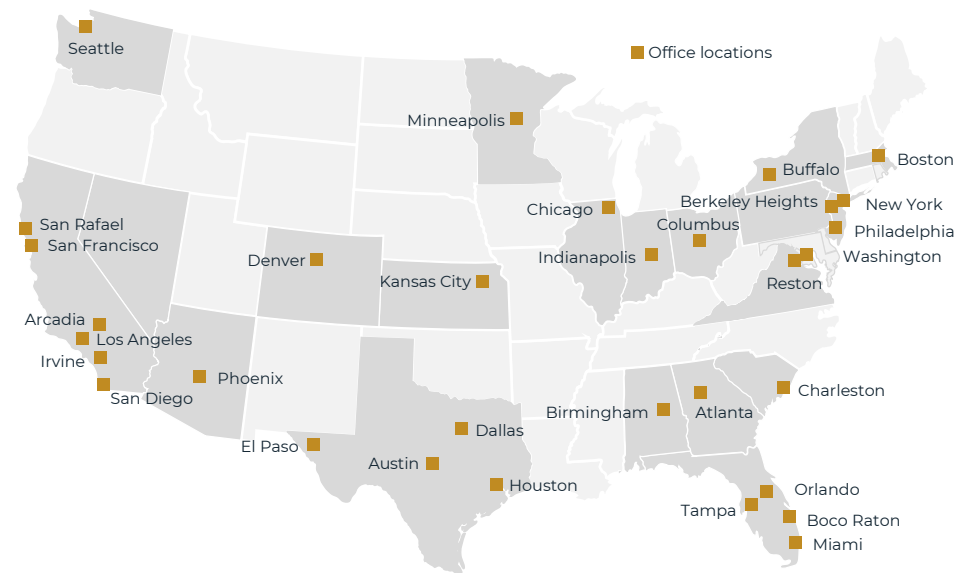 Seattle
Office locations
Minneapolis
Boston
Buffalo
Berkeley Heights
New York
Chicago
Columbus
San Rafael
Philadelphia
San Francisco
Indianapolis
Washington
Denver
Kansas City
Reston
Arcadia
Los Angeles
Irvine
Phoenix
San Diego
Charleston
Birmingham
Atlanta
Dallas
El Paso
Austin
Houston
Orlando
Tampa
Boco Raton
Miami